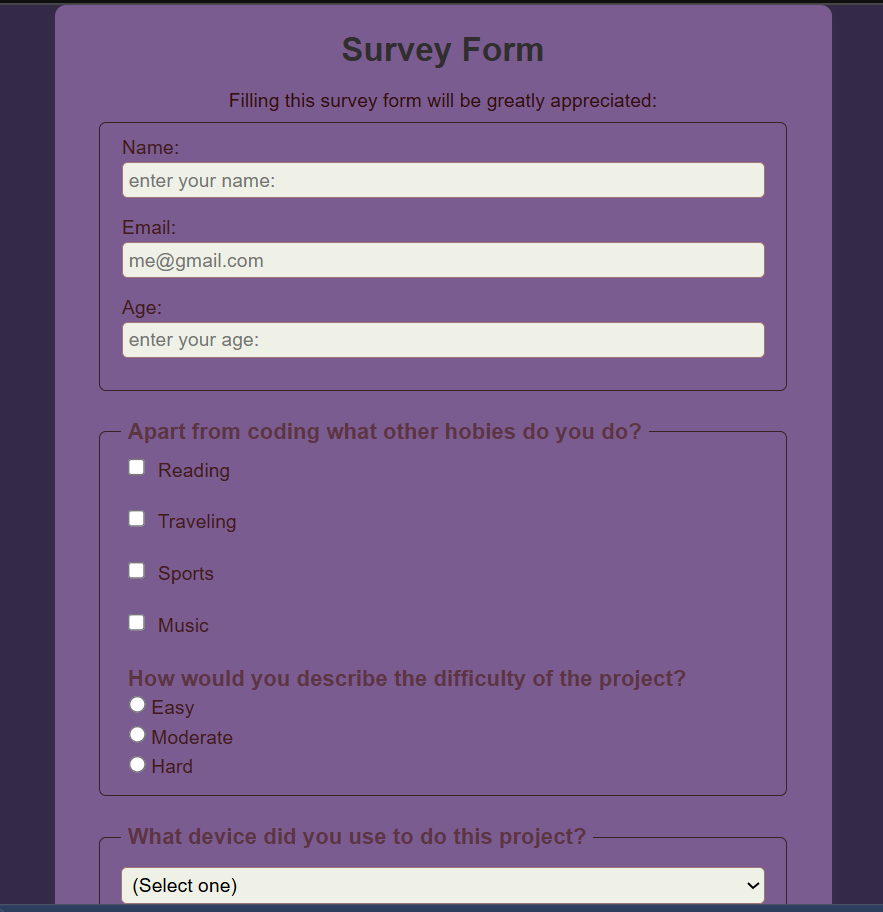 Survey Form
Filling this survey form will be greatly appreciated:
Name:
enter your name:
Email:
me@gmail.com
Age:
enter your age:
Apart from coding what other hobies do you do?
Reading
Traveling
Sports
Music
How would you describe the difficulty of the project?
Easy
Moderate
Hard
What device did you use to do this project?
(Select one)